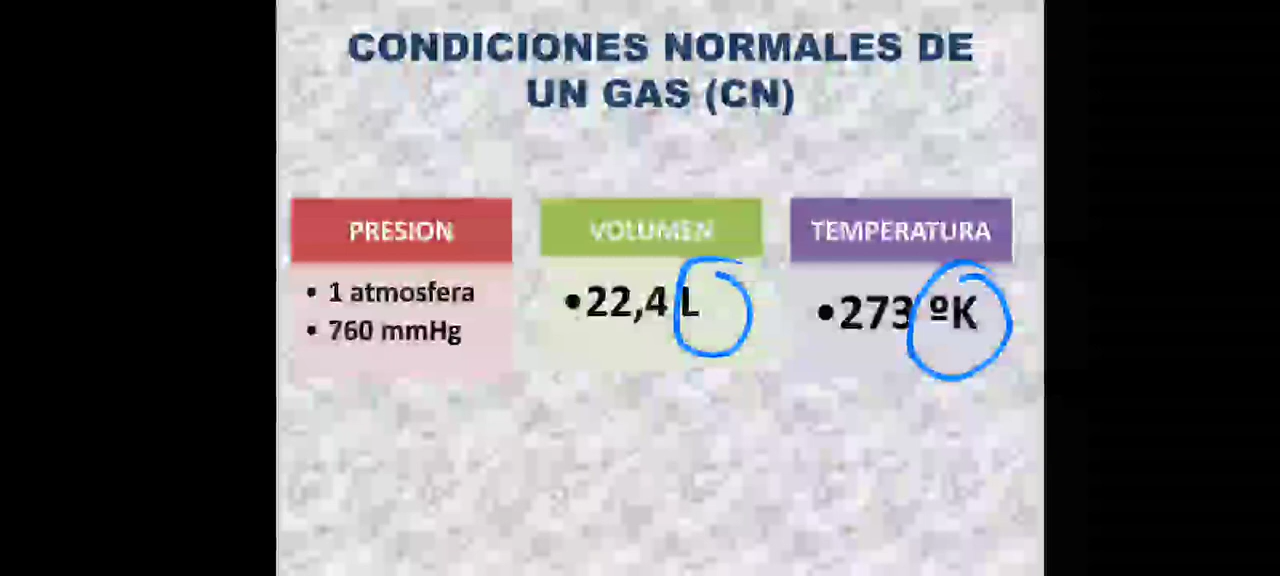 CONDICIONES NORMALES DE
UN GAS (CN)
PRESION
• 1 atmosfera
• 760 mmHg
VOLUMEN
•22,4 L
TEMPERATURA
•273 ºK